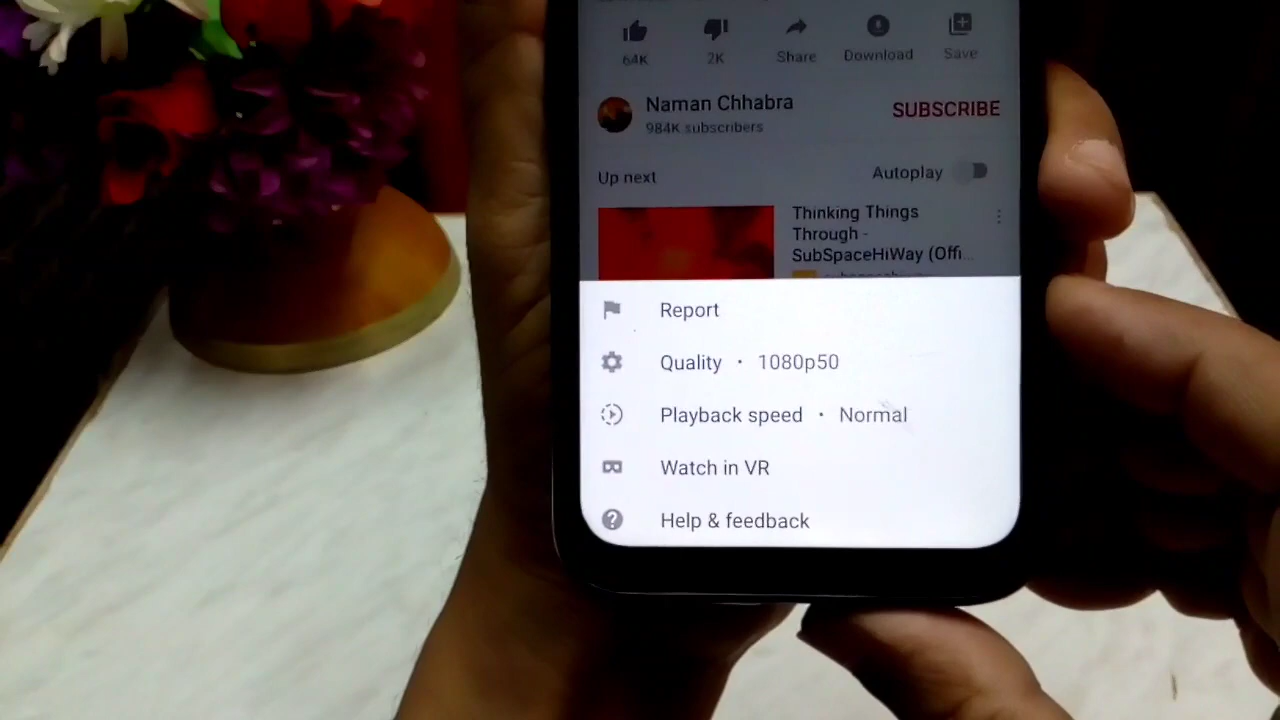 64K 2K Share Download Save
Naman Chhabra SUBSCRIBE
984K subscribers
Up next Autoplay
Thinking Things
Through -
SubSpaceHiWay (Offi...
Report
Quality · 1080p50
Playback speed · Normal
Watch in VR
Help & feedback